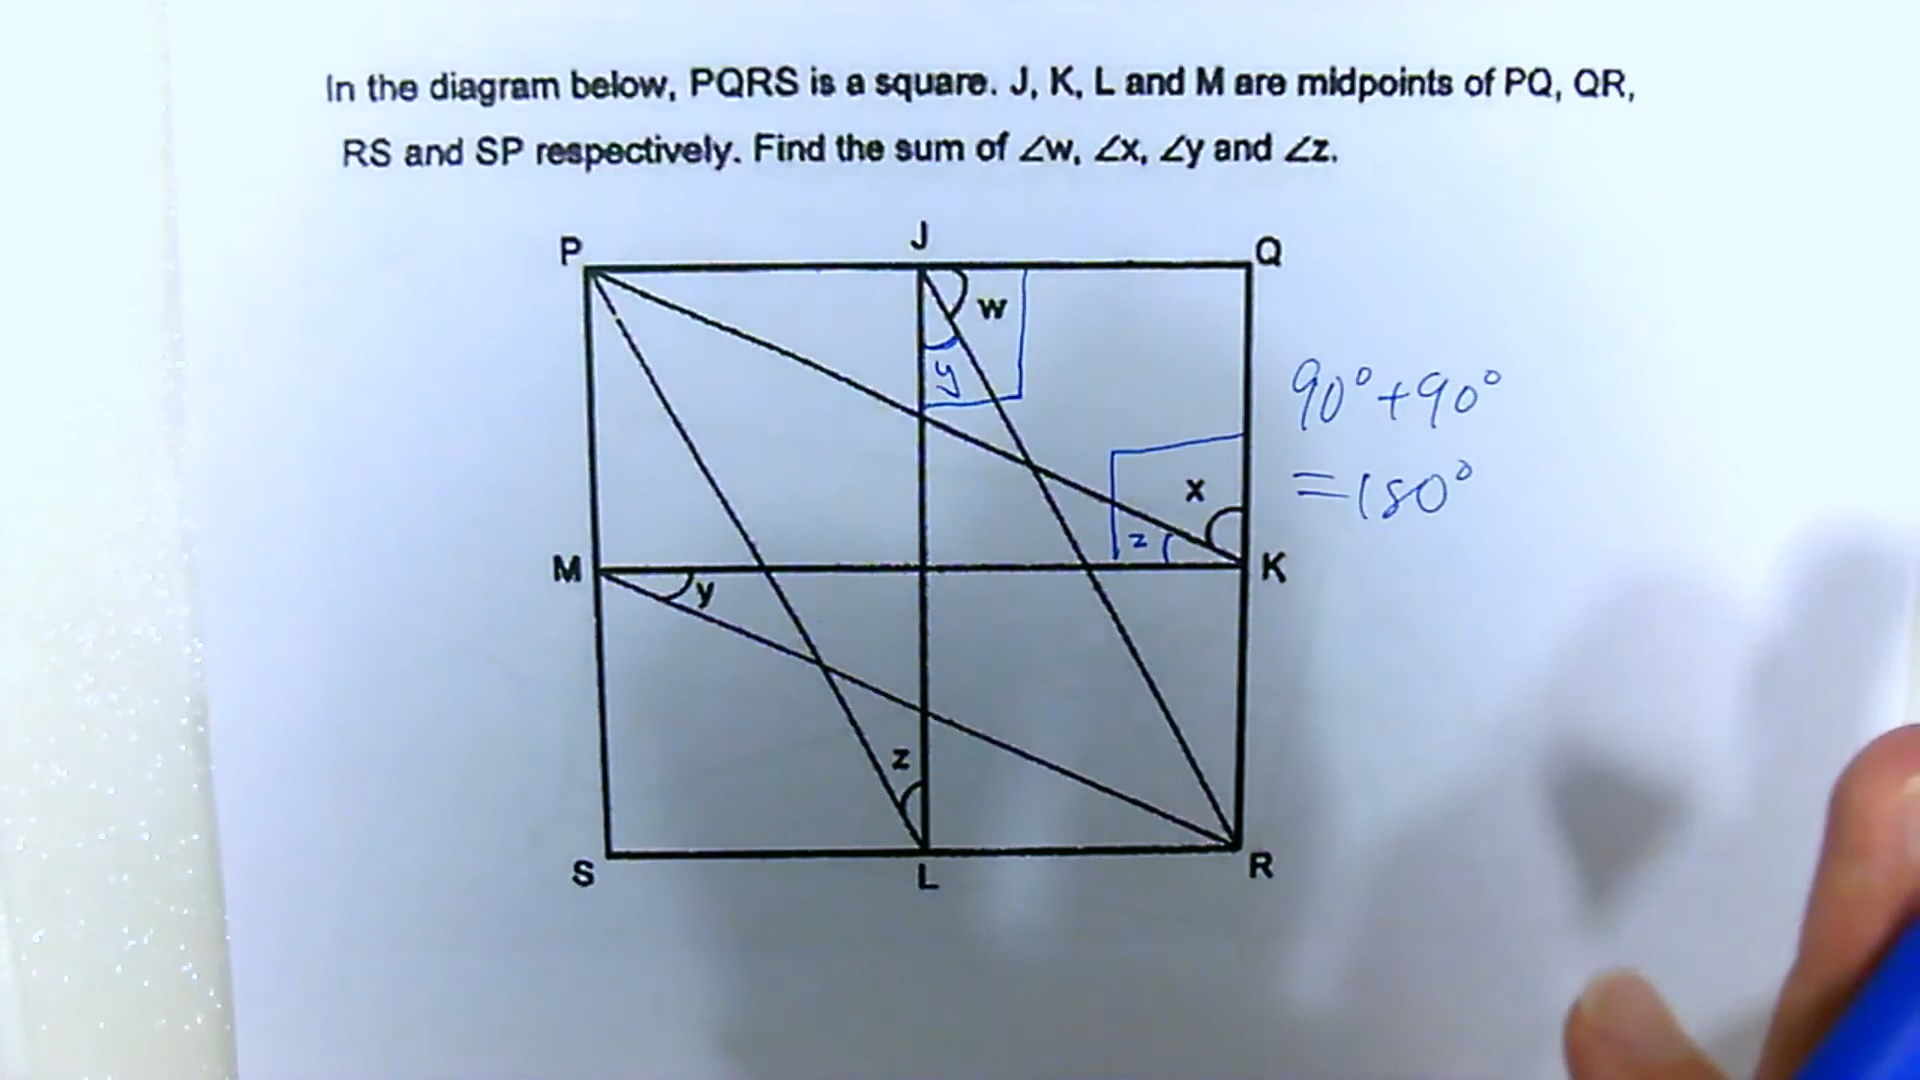 In the diagram below, PQRS is a square. J, K, L and M are midpoints of PQ, QR,
RS and SP respectively. Find the sum of ∠w, ∠x, ∠y and ∠z.
P
J
Q
w
y
90° + 90°
= 180°
x
z
M
y
K
z
S
L
R